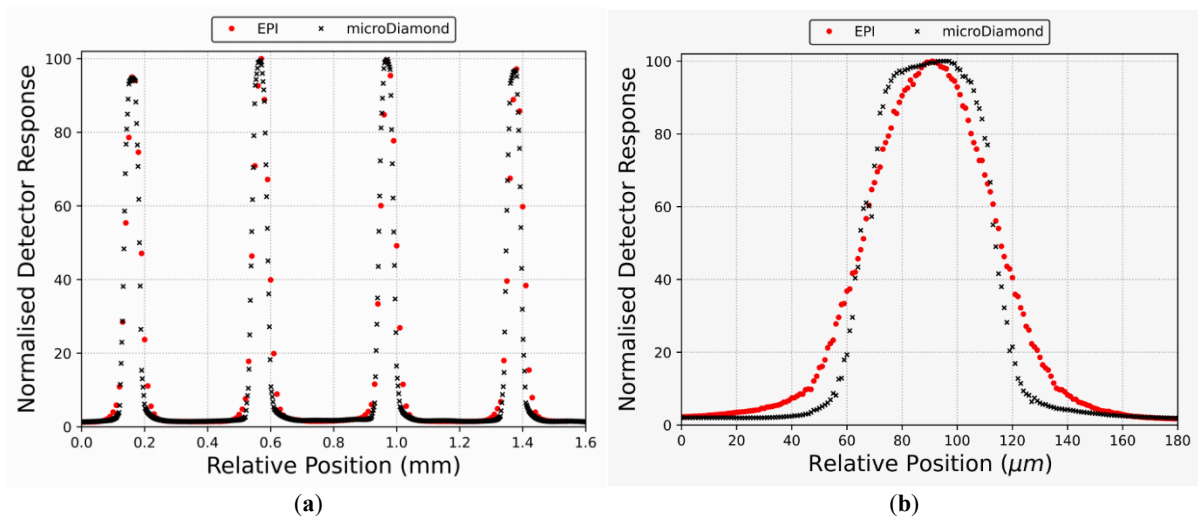 EPI microDiamond
Normalised Detector Response
100
80
60
40
20
0
0.0 0.2 0.4 0.6 0.8 1.0 1.2 1.4 1.6
Relative Position (mm)
(a)
EPI microDiamond
Normalised Detector Response
100
80
60
40
20
0
0 20 40 60 80 100 120 140 160 180
Relative Position (μm)
(b)